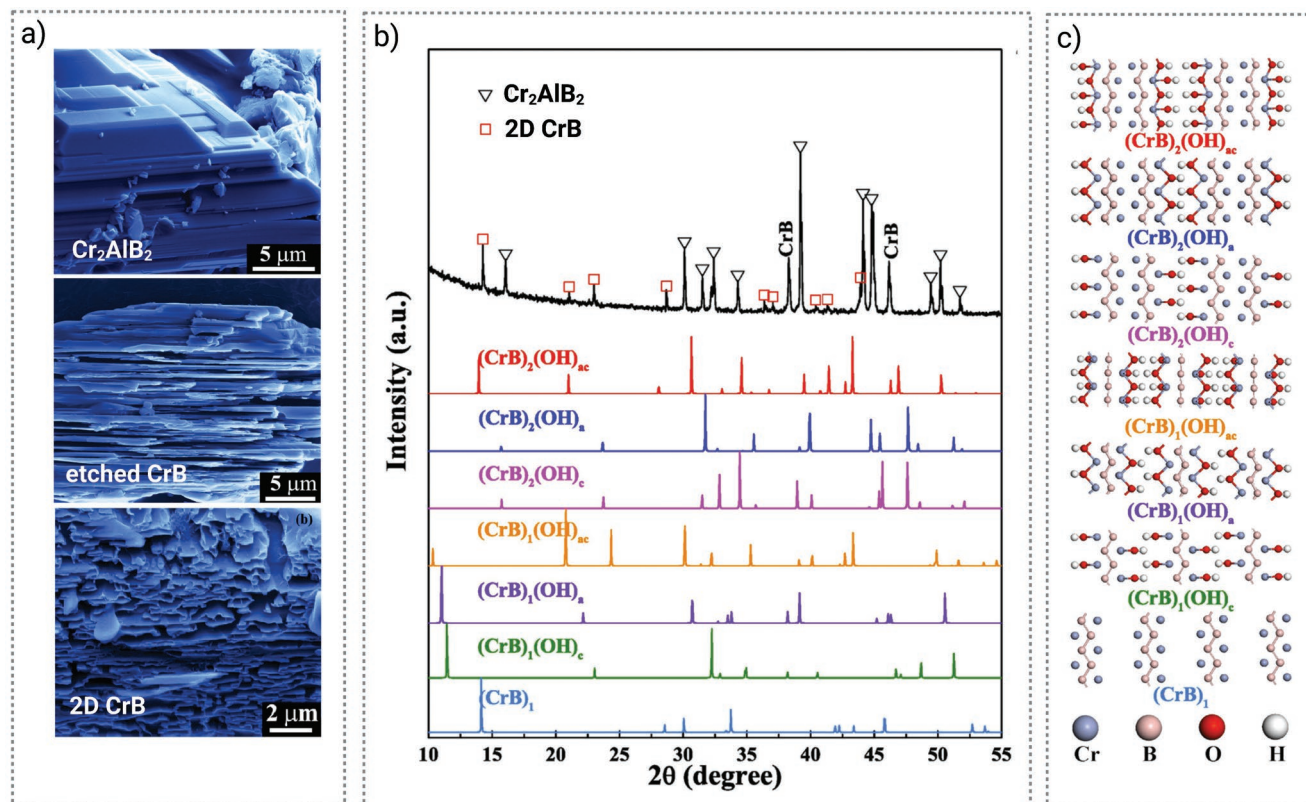 a)
Cr₂AlB₂
5 μm
etched CrB
5 μm
(b)
2D CrB
2 μm
b)
▽ Cr₂AlB₂
□ 2D CrB
CrB
CrB
Intensity (a.u.)
(CrB)₂(OH)ac
(CrB)₂(OH)a
(CrB)₂(OH)c
(CrB)₁(OH)ac
(CrB)₁(OH)a
(CrB)₁(OH)c
(CrB)₁
10 15 20 25 30 35 40 45 50 55
2θ (degree)
c)
(CrB)₂(OH)ac
(CrB)₂(OH)a
(CrB)₂(OH)c
(CrB)₁(OH)ac
(CrB)₁(OH)a
(CrB)₁(OH)c
(CrB)₁
Cr B O H